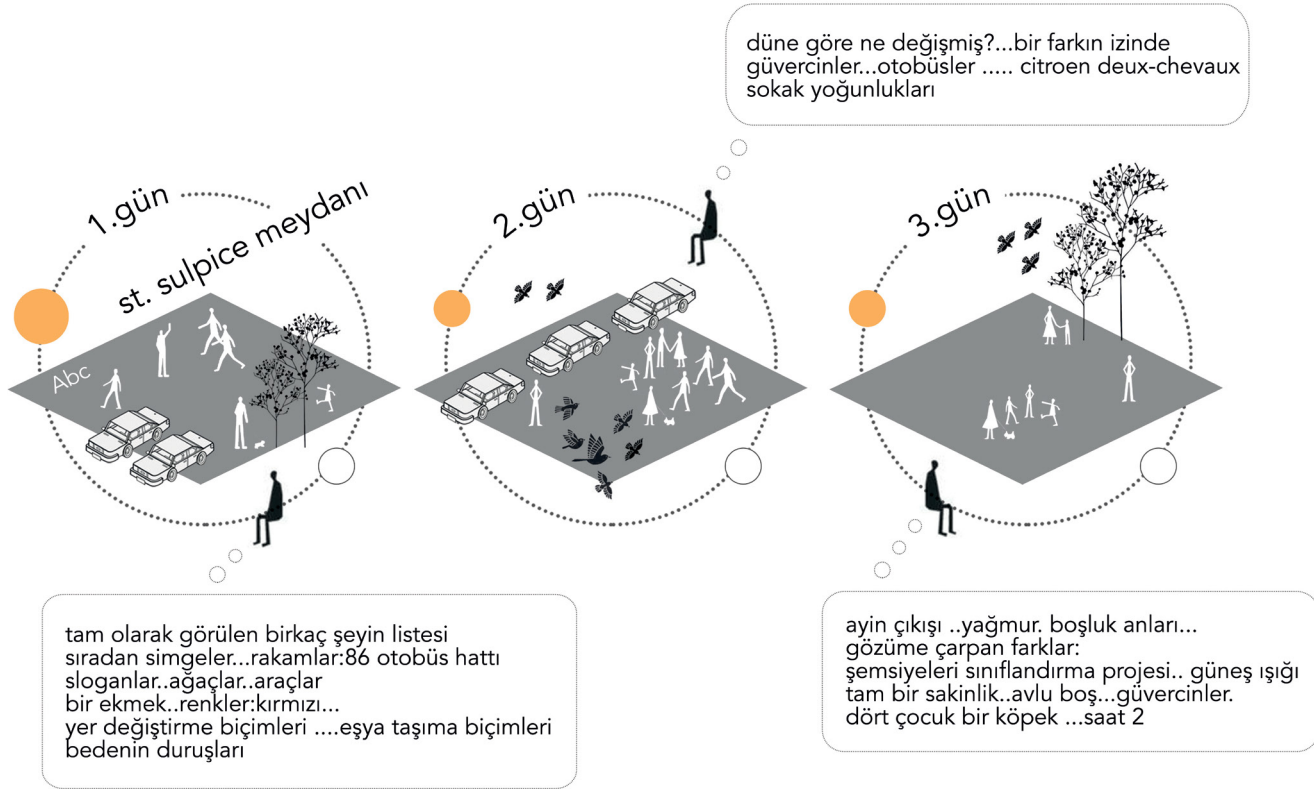 düne göre ne değişmiş?...bir farkın izinde
güvercinler...otobüsler ..... citroen deux-chevaux
sokak yoğunlukları
1.gün
st. sulpice meydanı
Abc
2.gün
3.gün
tam olarak görülen birkaç şeyin listesi
sıradan simgeler...rakamlar:86 otobüs hattı
sloganlar..ağaçlar..araçlar
bir ekmek..renkler:kırmızı...
yer değiştirme biçimleri ....eşya taşıma biçimleri
bedenin duruşları
ayin çıkışı ..yağmur. boşluk anları...
gözüme çarpan farklar:
şemsiyeleri sınıflandırma projesi.. güneş ışığı
tam bir sakinlik..avlu boş...güvercinler.
dört çocuk bir köpek ...saat 2